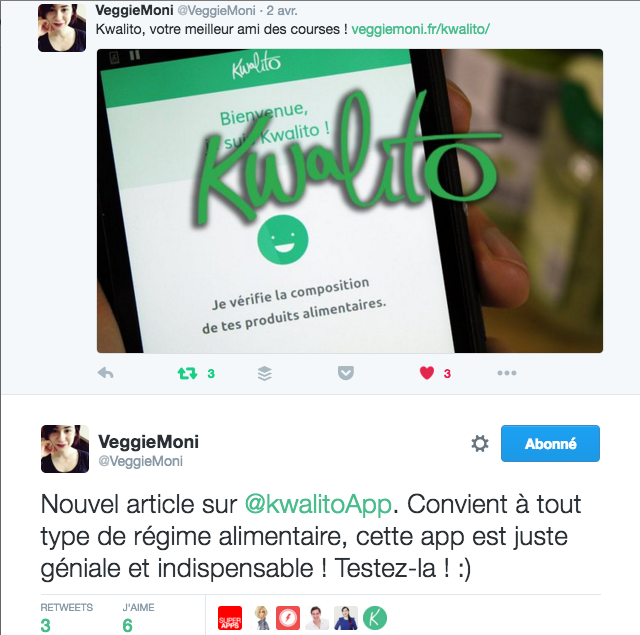 VeggieMoni @VeggieMoni · 2 avr.
Kwalito, votre meilleur ami des courses ! veggiemoni.fr/kwalito/
Kwalito
Bienvenue,
je suis Kwalito !
Kwalito
Je vérifie la composition
de tes produits alimentaires.
3
3
VeggieMoni
@VeggieMoni
Abonné
Nouvel article sur @kwalitoApp. Convient à tout
type de régime alimentaire, cette app est juste
géniale et indispensable ! Testez-la ! :)
RETWEETS J'AIME
3 6
SUPER
APPS
K